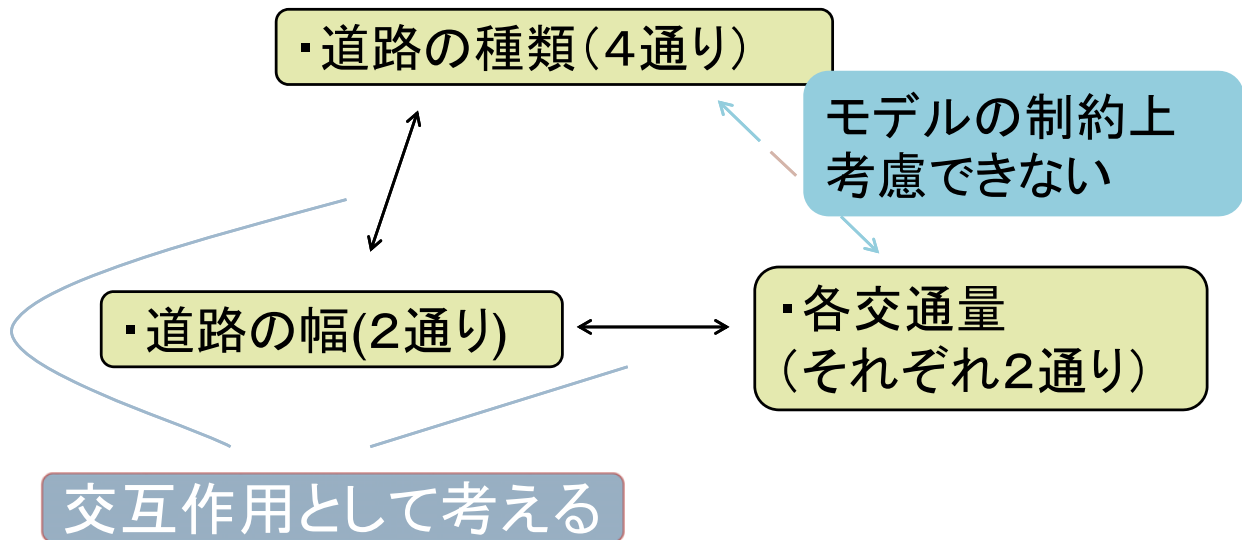 ・道路の種類（４通り）
モデルの制約上
考慮できない
・道路の幅(２通り)
・各交通量
（それぞれ２通り）
交互作用として考える